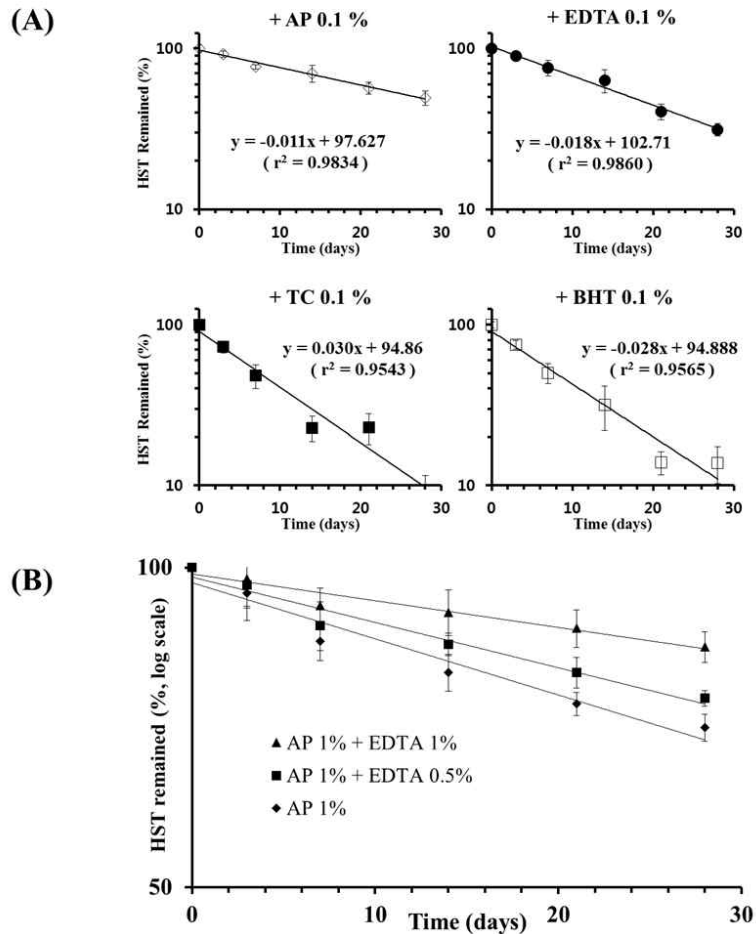 (A)
+ AP 0.1 %
+ EDTA 0.1 %
HST Remained (%)
100
10
y = -0.011x + 97.627
( r² = 0.9834 )
0 10 20 30
Time (days)
100
10
y = -0.018x + 102.71
( r² = 0.9860 )
0 10 20 30
Time (days)
+ TC 0.1 %
+ BHT 0.1 %
HST Remained (%)
100
10
y = 0.030x + 94.86
( r² = 0.9543 )
0 10 20 30
Time (days)
100
10
y = -0.028x + 94.888
( r² = 0.9565 )
0 10 20 30
Time (days)
(B)
HST remained (%, log scale)
100
50
AP 1% + EDTA 1%
AP 1% + EDTA 0.5%
AP 1%
0 10 20 30
Time (days)